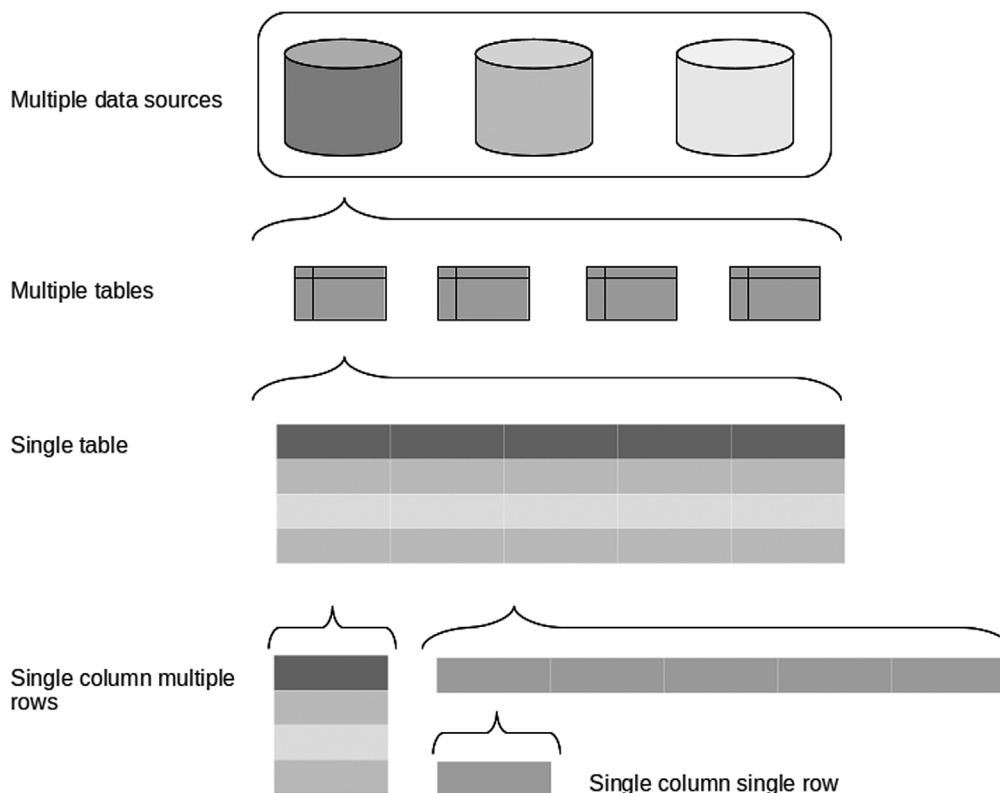 Multiple data sources
Multiple tables
Single table
Single column multiple
rows
Single column single row